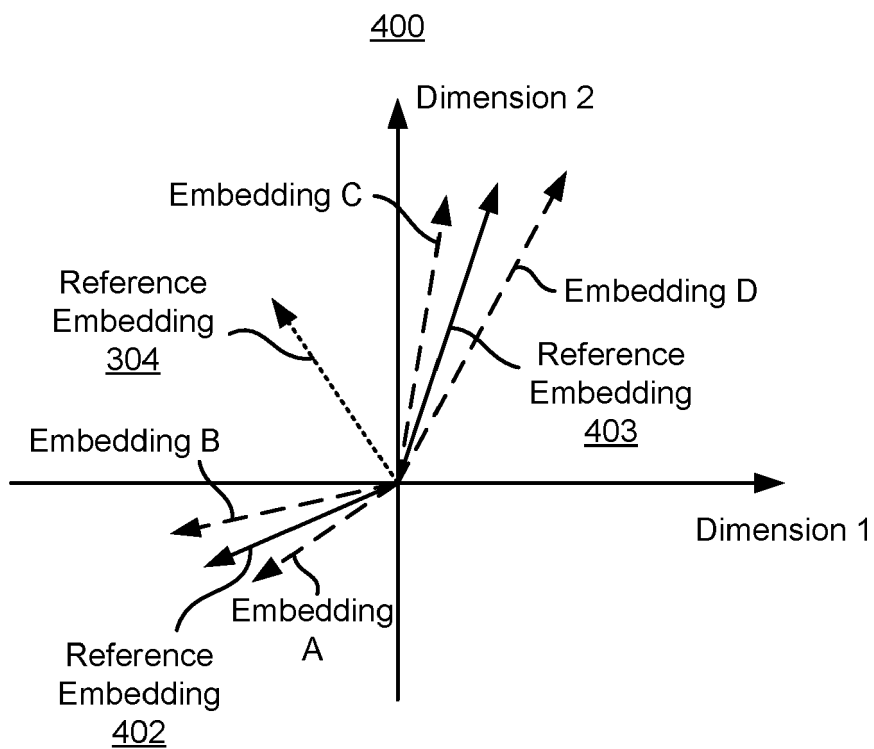 400
Dimension 2
Embedding C
Reference
Embedding
304
Embedding D
Reference
Embedding
403
Embedding B
Dimension 1
Embedding
A
Reference
Embedding
402